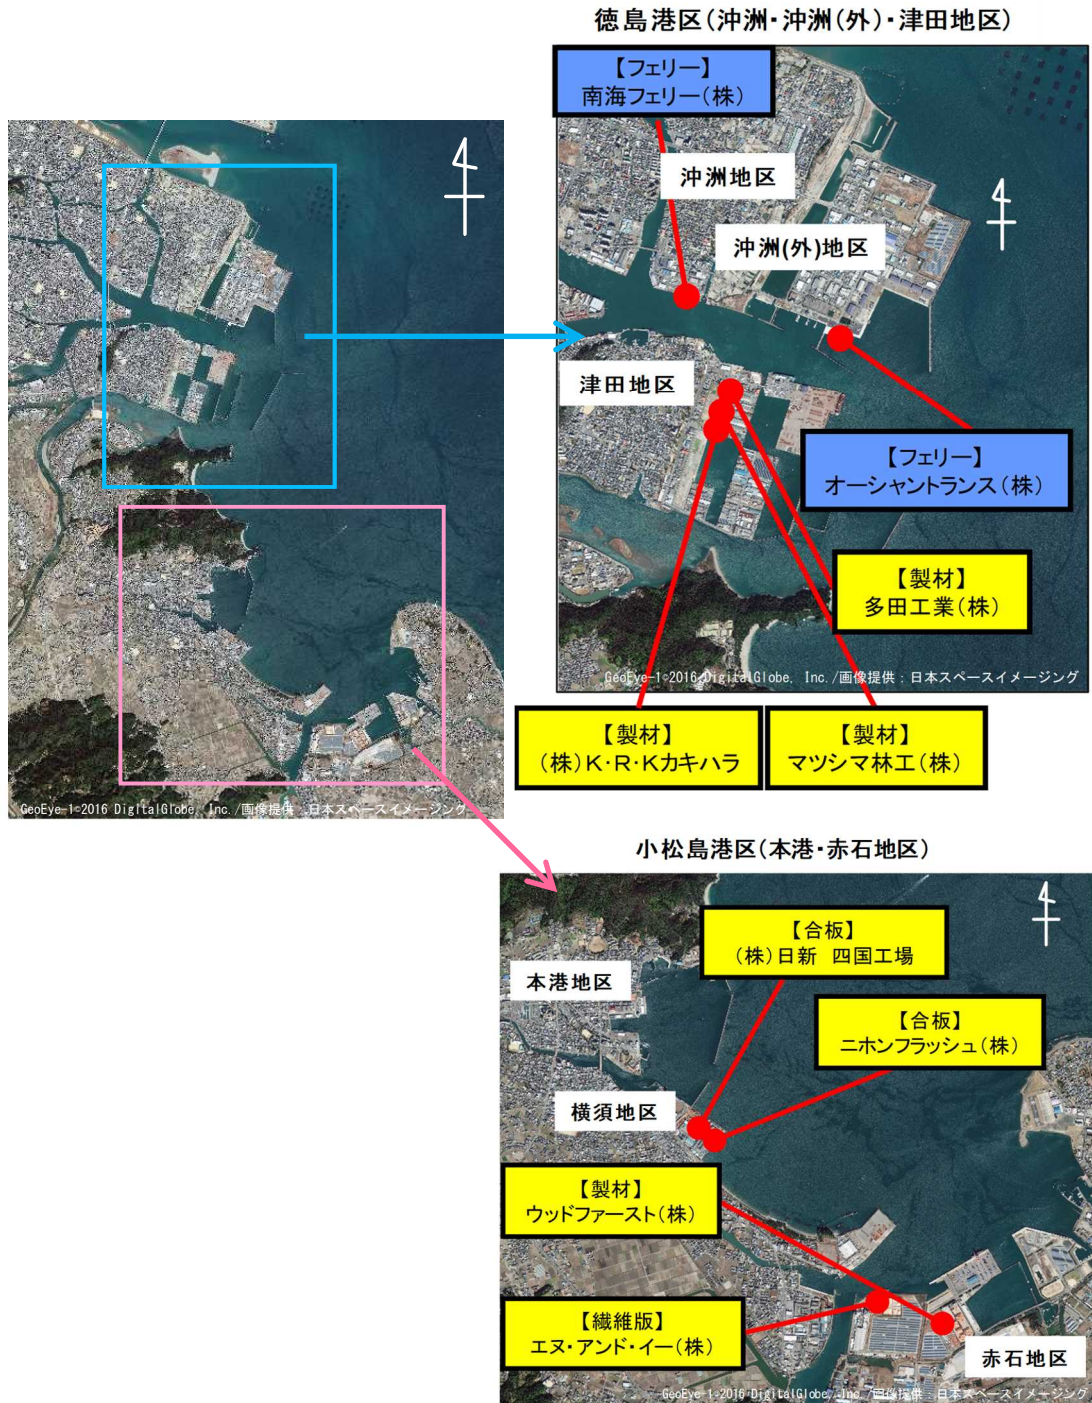 徳島港区(沖洲・沖洲(外)・津田地区)
【フェリー】
南海フェリー(株)
沖洲地区
沖洲(外)地区
津田地区
【フェリー】
オーシャントランス(株)
【製材】
多田工業(株)
GeoEye-1©2016 DigitalGlobe, Inc./画像提供：日本スペースイメージング
【製材】
(株)K・R・Kカキハラ
【製材】
マツシマ林工(株)
GeoEye-1©2016 DigitalGlobe, Inc./画像提供：日本スペースイメージング
小松島港区(本港・赤石地区)
【合板】
(株)日新　四国工場
本港地区
【合板】
ニホンフラッシュ(株)
横須地区
【製材】
ウッドファースト(株)
【繊維版】
エヌ・アンド・イー(株)
赤石地区
GeoEye-1©2016 DigitalGlobe, Inc./画像提供：日本スペースイメージング